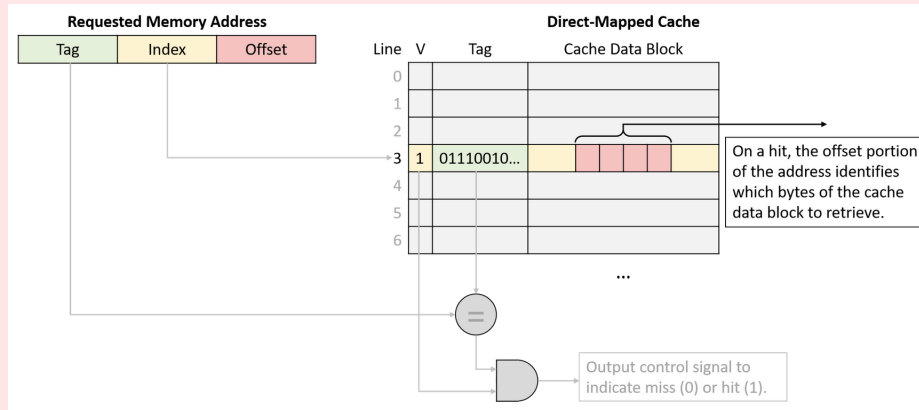 Requested Memory Address
Direct-Mapped Cache
Tag Index Offset
Line V Tag Cache Data Block
0
1
2
3 1 01110010...
4
5
6
On a hit, the offset portion
of the address identifies
which bytes of the cache
data block to retrieve.
...
=
Output control signal to
indicate miss (0) or hit (1).